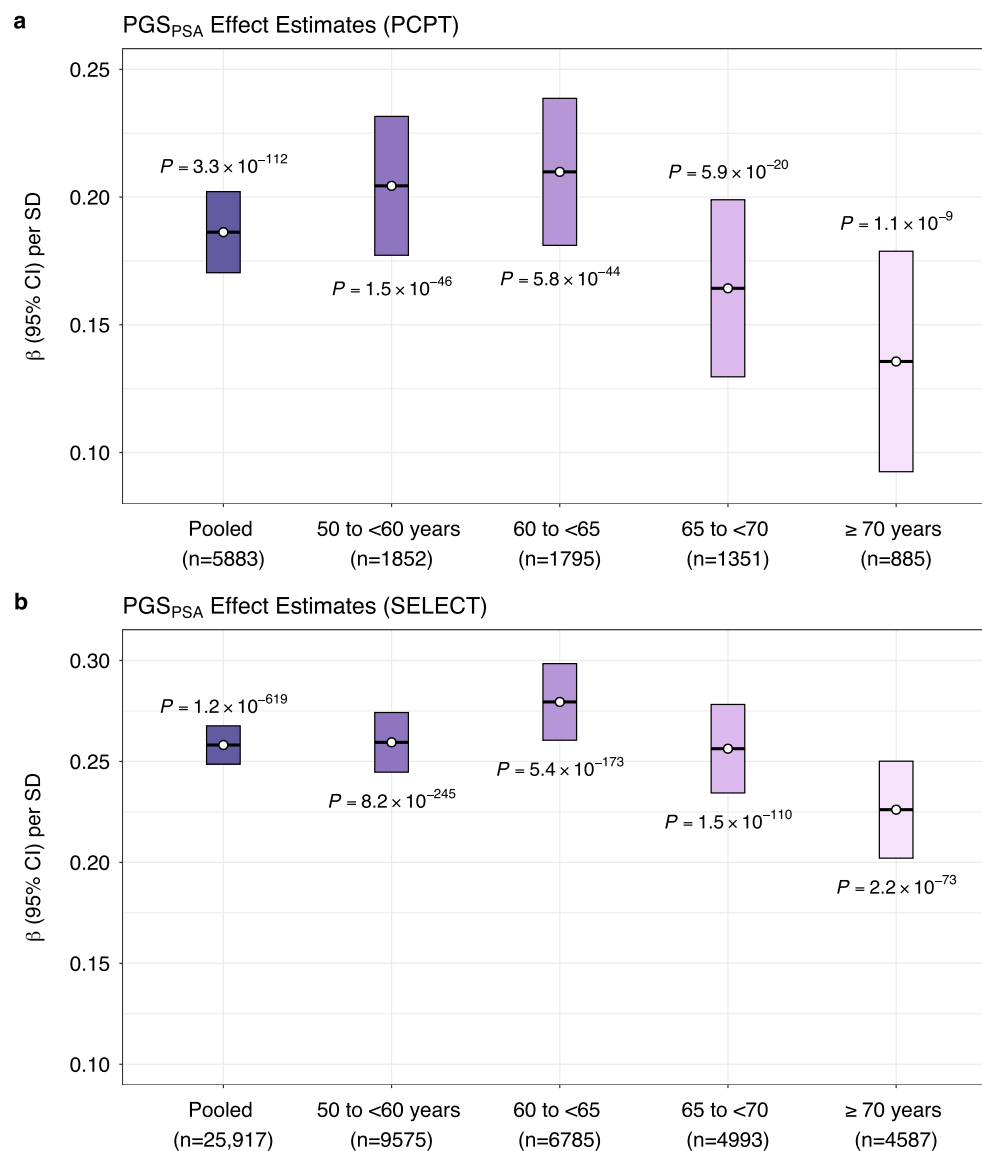 a
PGSPSA Effect Estimates (PCPT)
β (95% CI) per SD
0.25
0.20
0.15
0.10
P = 3.3 × 10−112
P = 1.5 × 10−46
P = 5.8 × 10−44
P = 5.9 × 10−20
P = 1.1 × 10−9
Pooled 50 to <60 years 60 to <65 65 to <70 ≥ 70 years
(n=5883) (n=1852) (n=1795) (n=1351) (n=885)
b
PGSPSA Effect Estimates (SELECT)
β (95% CI) per SD
0.30
0.25
0.20
0.15
0.10
P = 1.2 × 10−619
P = 8.2 × 10−245
P = 5.4 × 10−173
P = 1.5 × 10−110
P = 2.2 × 10−73
Pooled 50 to <60 years 60 to <65 65 to <70 ≥ 70 years
(n=25,917) (n=9575) (n=6785) (n=4993) (n=4587)